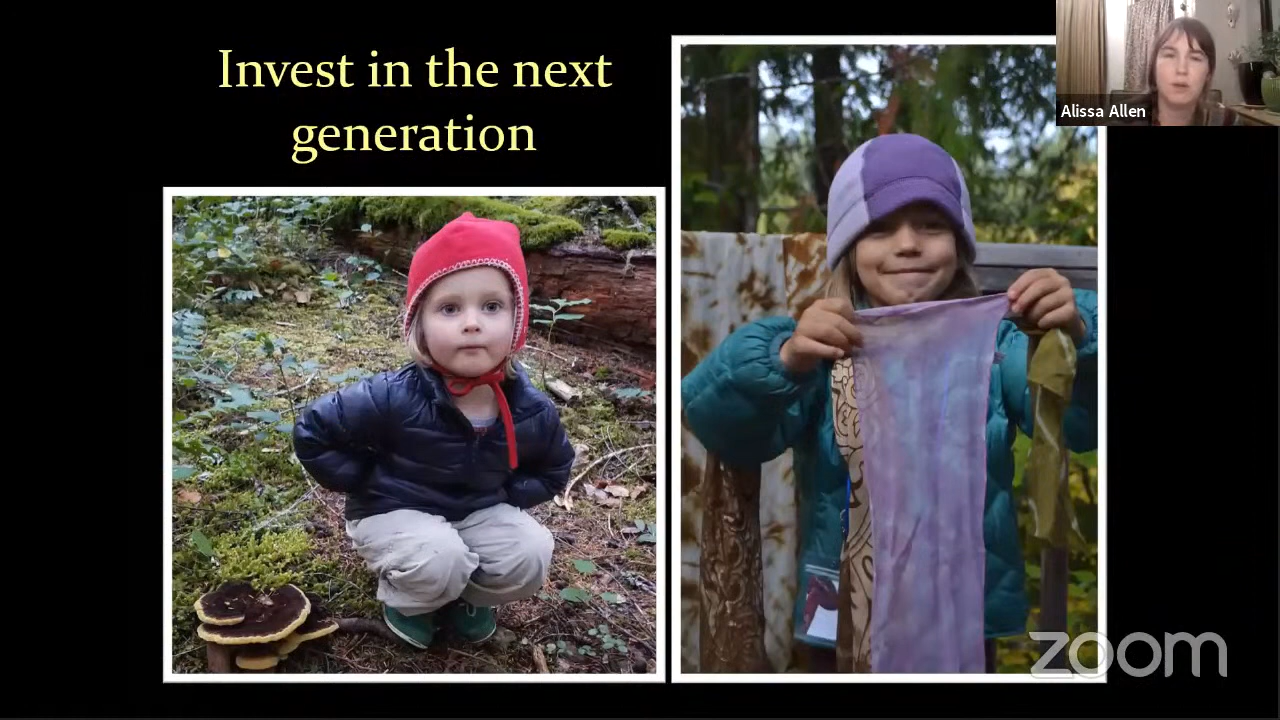 Invest in the next
generation
Alissa Allen
zoom